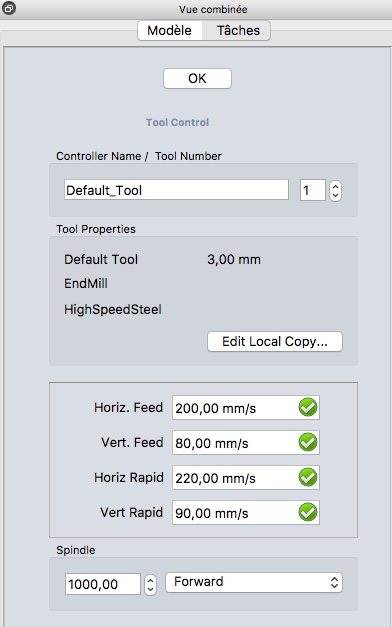 Vue combinée
Modèle Tâches
OK
Tool Control
Controller Name / Tool Number
Default_Tool 1
Tool Properties
Default Tool 3,00 mm
EndMill
HighSpeedSteel
Edit Local Copy...
Horiz. Feed 200,00 mm/s
Vert. Feed 80,00 mm/s
Horiz Rapid 220,00 mm/s
Vert Rapid 90,00 mm/s
Spindle
1000,00 Forward